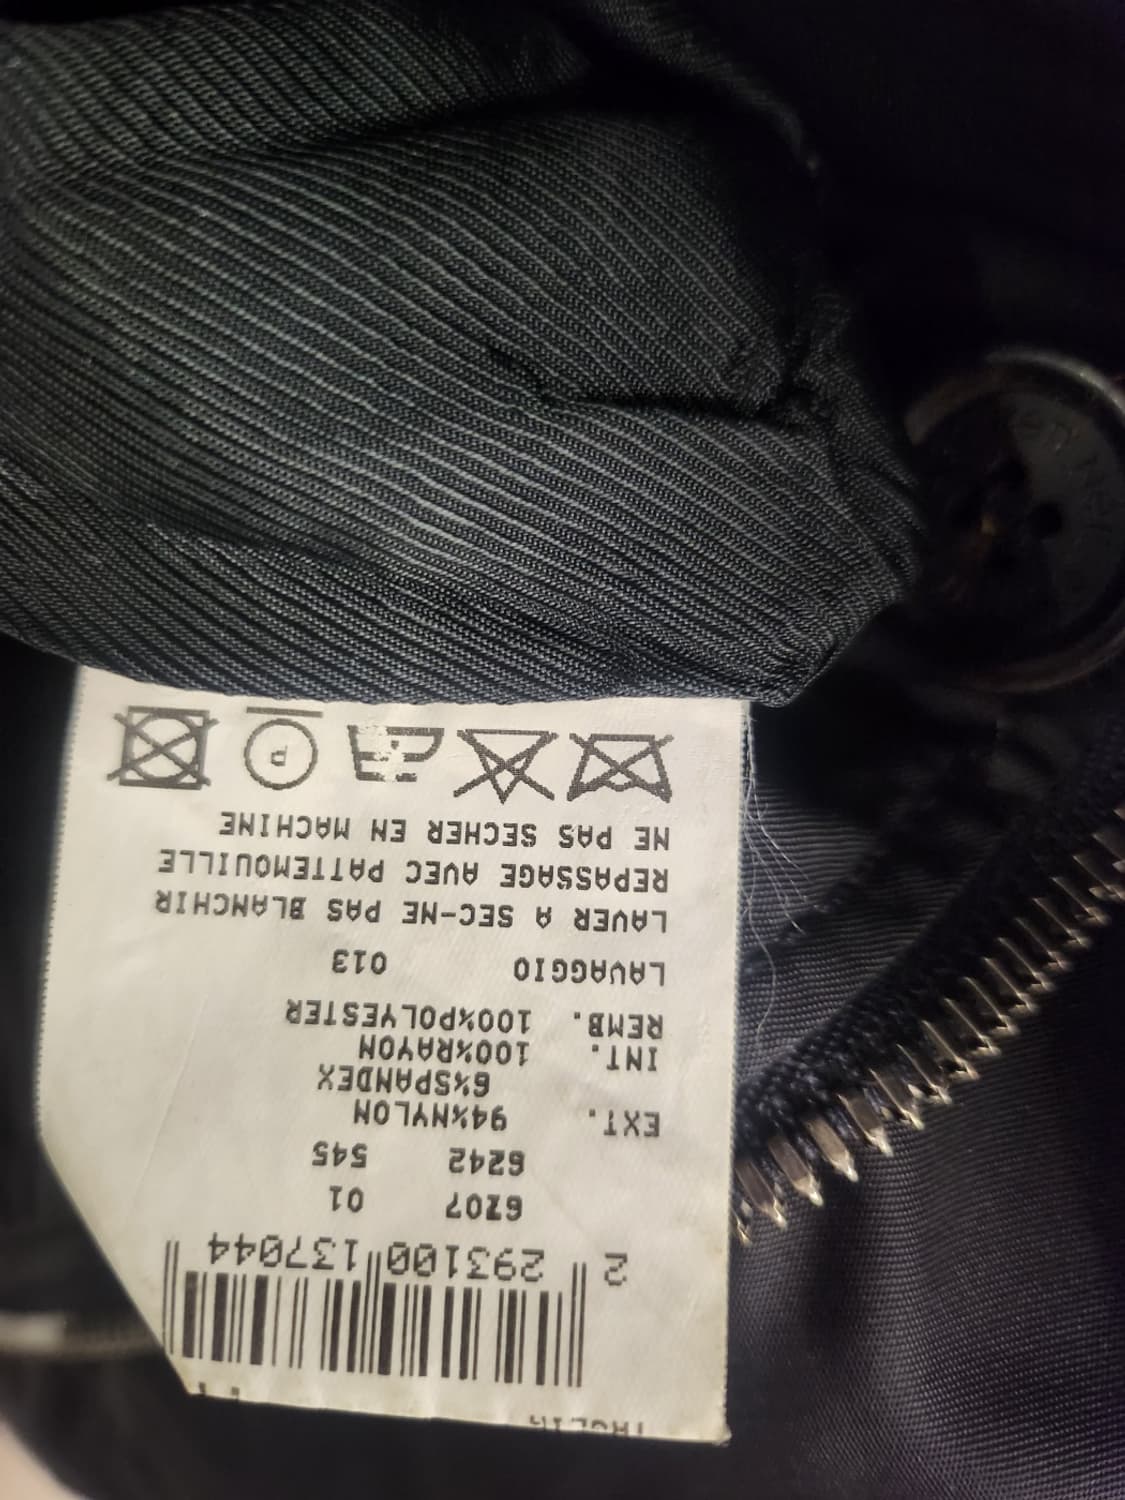 P
NE PAS SECHER EN MACHINE
REPASSAGE AVEC PATTEMOUILLE
LAVER A SEC-NE PAS BLANCHIR
LAVAGGIO 013
REMB. 100%POLYESTER
INT. 100%RAYON
6%SPANDEX
EXT. 94%NYLON
6242 545
6Z07 01
2 293100 137044